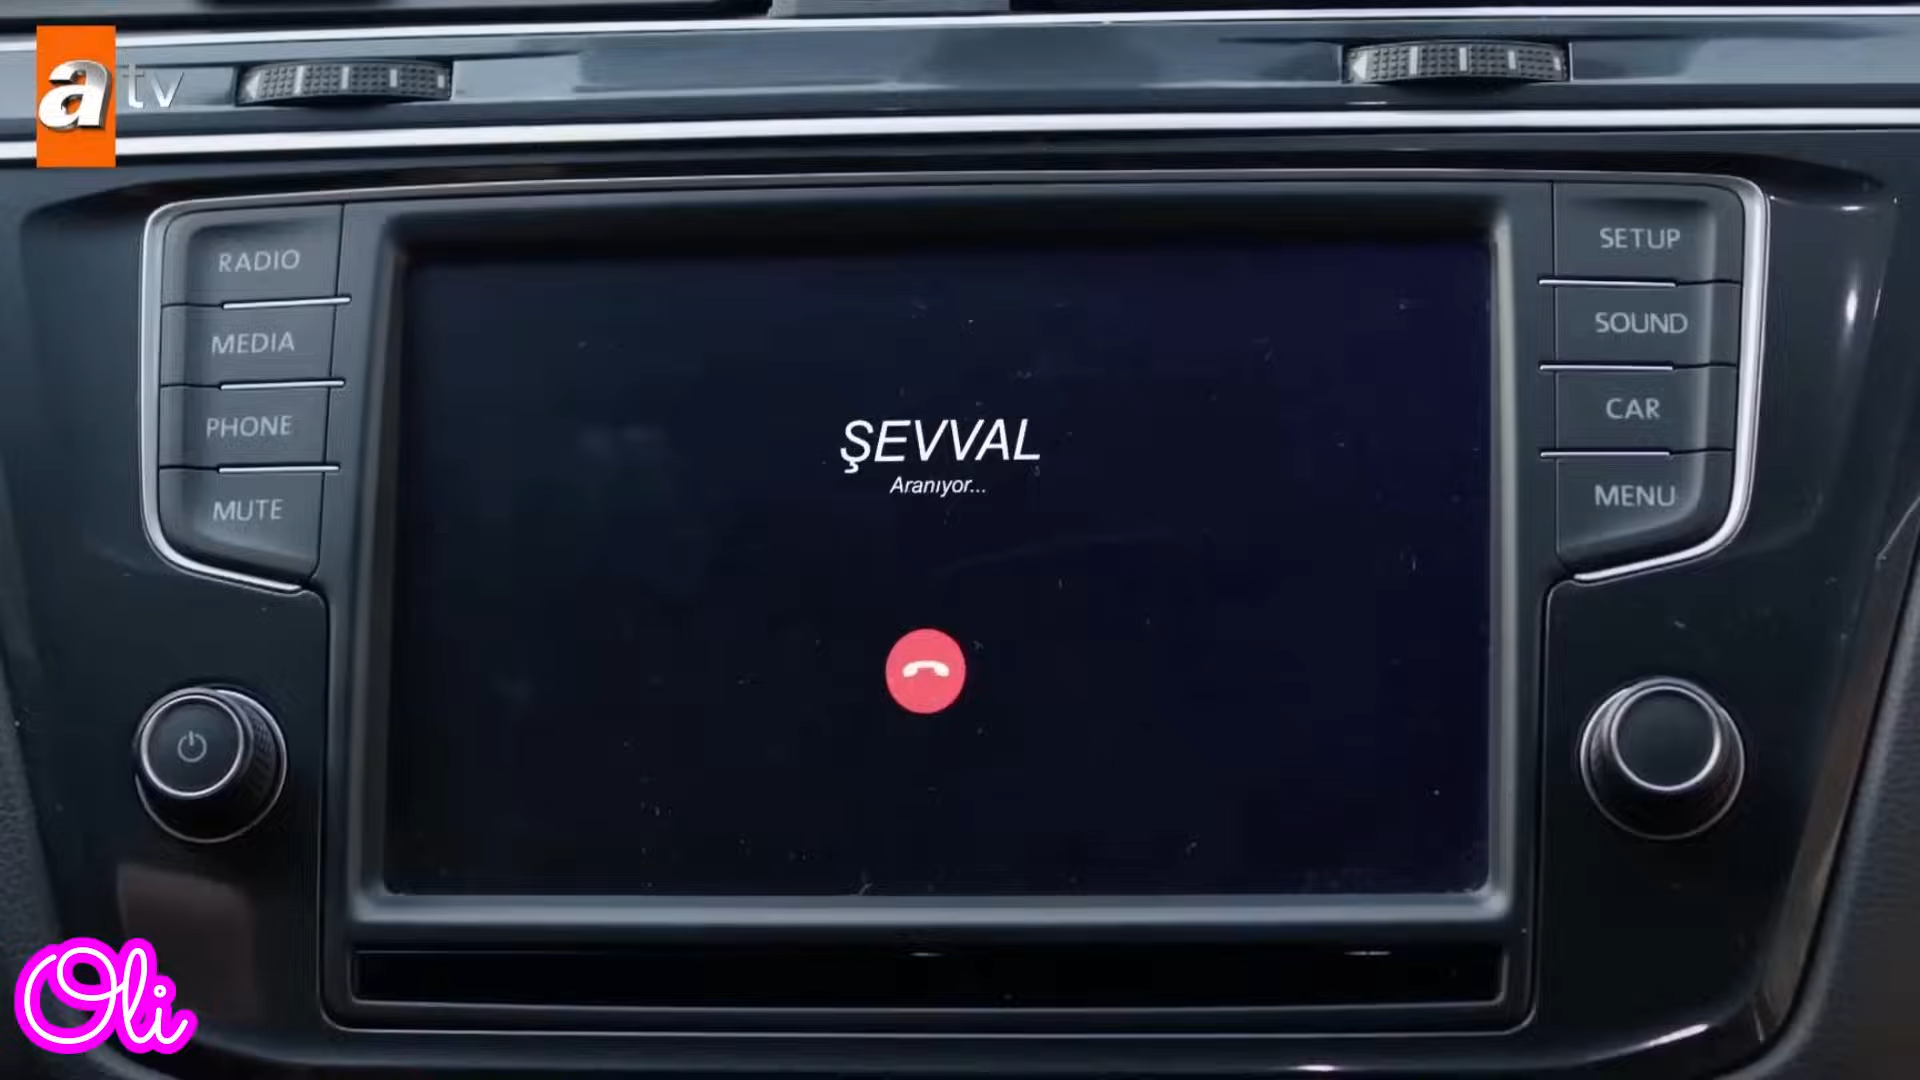 atv
RADIO
MEDIA
PHONE
MUTE
ŞEVVAL
Aranıyor...
SETUP
SOUND
CAR
MENU
Oli